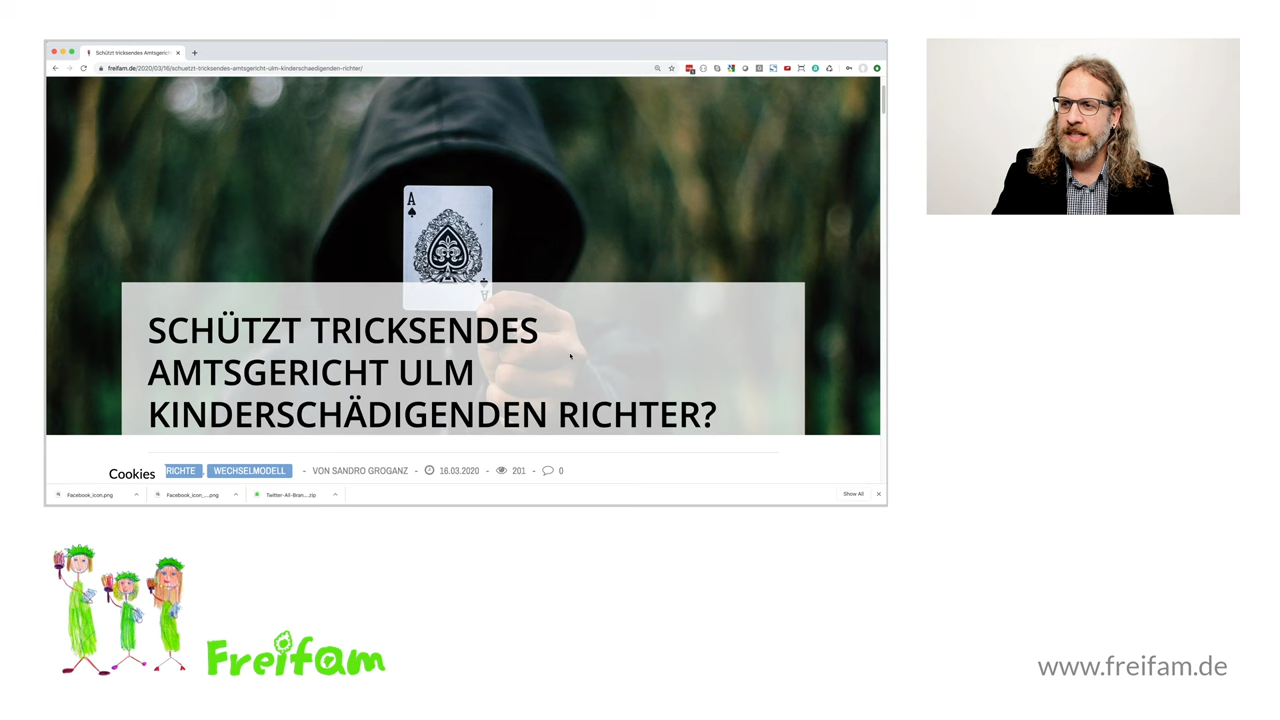 Schützt tricksendes Amtsgerich
freifam.de/2020/03/16/schuetzt-tricksendes-amtsgericht-ulm-kinderschaedigenden-richter/
A
A
SCHÜTZT TRICKSENDES
AMTSGERICHT ULM
KINDERSCHÄDIGENDEN RICHTER?
Cookies RICHTE , WECHSELMODELL - VON SANDRO GROGANZ - 16.03.2020 - 201 - 0
Facebook_icon.png Facebook_icon_....png Twitter-All-Bran....zip Show All
Freifam
www.freifam.de